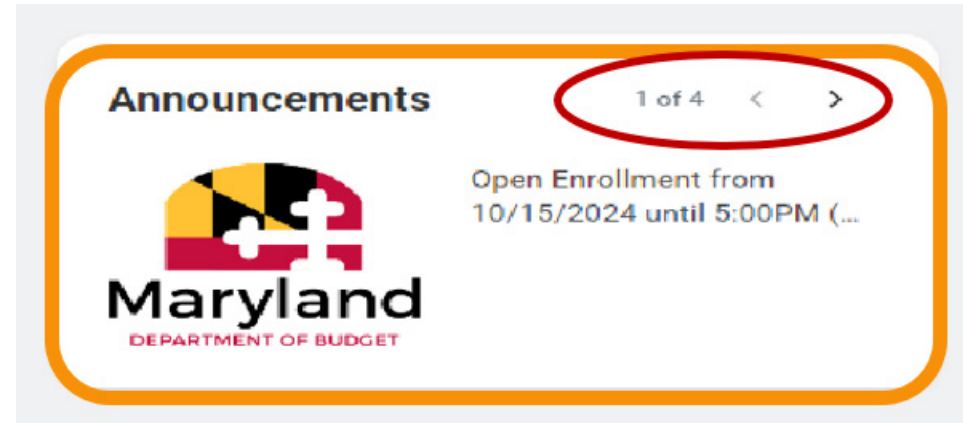 Announcements
1 of 4 < >
Open Enrollment from
10/15/2024 until 5:00PM (...
Maryland
DEPARTMENT OF BUDGET